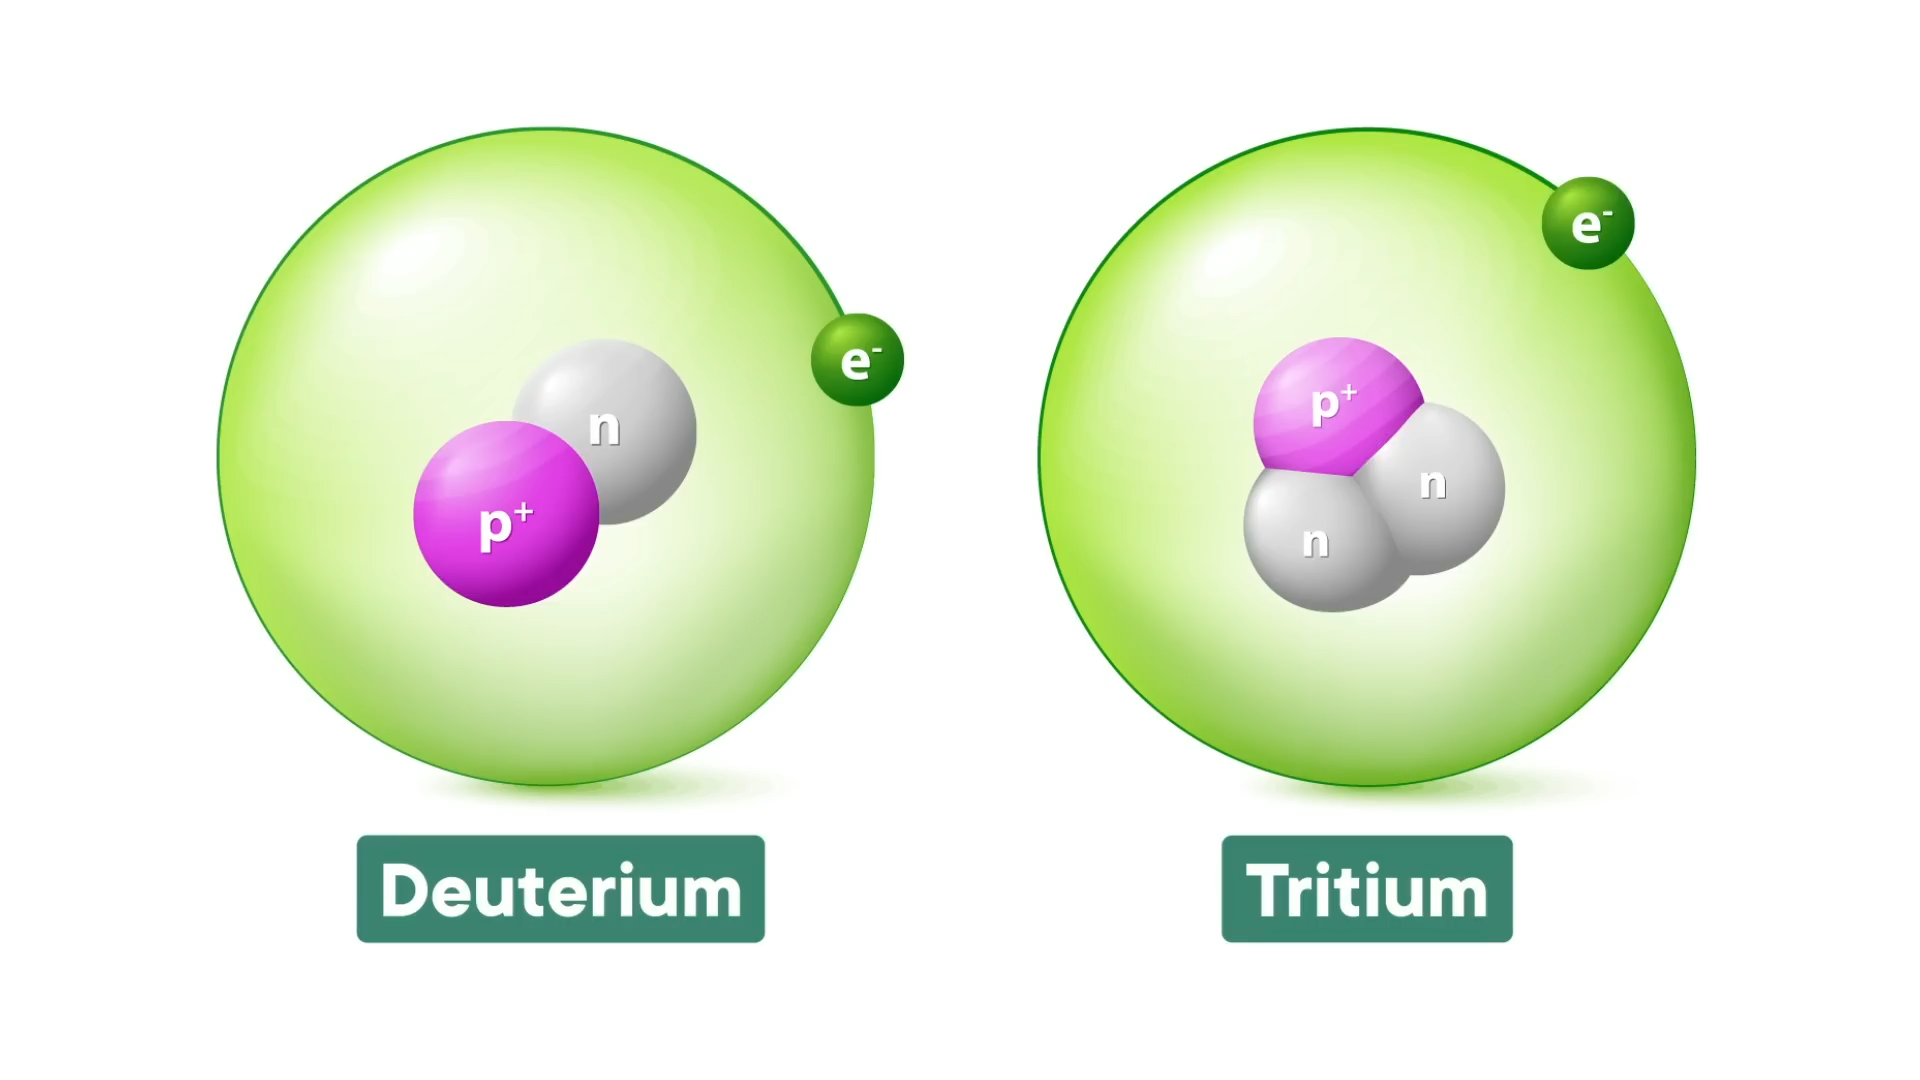 e⁻
n
p⁺
Deuterium
e⁻
p⁺
n
n
Tritium